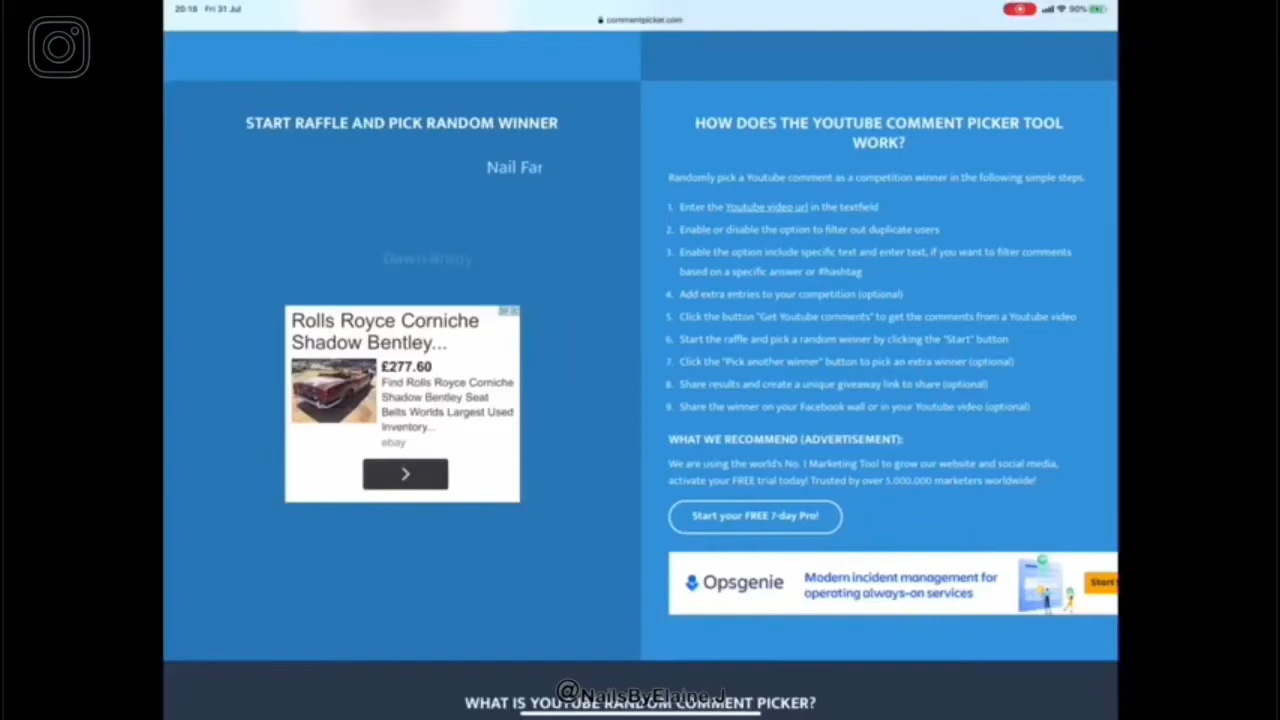 20:18 Fri 31 Jul
commentpicker.com
90%
START RAFFLE AND PICK RANDOM WINNER
Nail Far
Rolls Royce Corniche
Shadow Bentley...
£277.60
Find Rolls Royce Corniche
Shadow Bentley Seat
Belts Worlds Largest Used
Inventory...
ebay
HOW DOES THE YOUTUBE COMMENT PICKER TOOL
WORK?
Randomly pick a Youtube comment as a competition winner in the following simple steps.
1. Enter the Youtube video url in the textfield
2. Enable or disable the option to filter out duplicate users
3. Enable the option include specific text and enter text, if you want to filter comments
based on a specific answer or #hashtag
4. Add extra entries to your competition (optional)
5. Click the button "Get Youtube comments" to get the comments from a Youtube video
6. Start the raffle and pick a random winner by clicking the "Start" button
7. Click the "Pick another winner" button to pick an extra winner (optional)
8. Share results and create a unique giveaway link to share (optional)
9. Share the winner on your Facebook wall or in your Youtube video (optional)
WHAT WE RECOMMEND (ADVERTISEMENT):
We are using the world's No. 1 Marketing Tool to grow our website and social media,
activate your FREE trial today! Trusted by over 5.000.000 marketers worldwide!
Start your FREE 7-day Pro!
Opsgenie
Modern incident management for
operating always-on services
Start
WHAT IS YOUTUBE RANDOM COMMENT PICKER?
@NailsByElaine.J